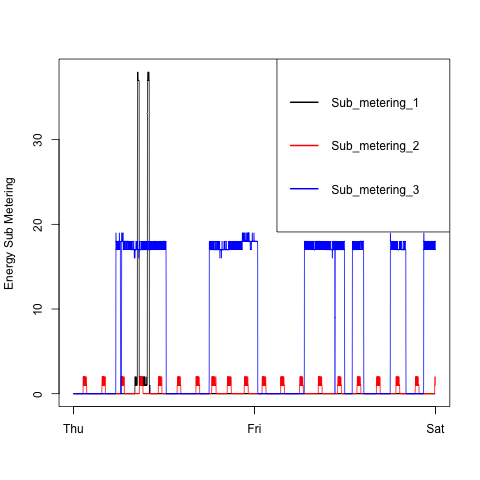 Energy Sub Metering
30
20
10
0
Thu
Fri
Sat
Sub_metering_1
Sub_metering_2
Sub_metering_3